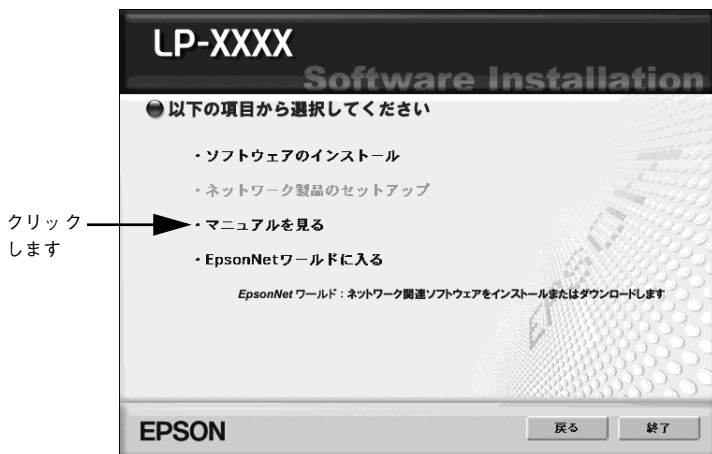 LP-XXXX
Software Installation
以下の項目から選択してください
・ソフトウェアのインストール
・ネットワーク製品のセットアップ
クリック
します
・マニュアルを見る
・EpsonNetワールドに入る
EpsonNet ワールド：ネットワーク関連ソフトウェアをインストールまたはダウンロードします
EPSON
EPSON
戻る
終了